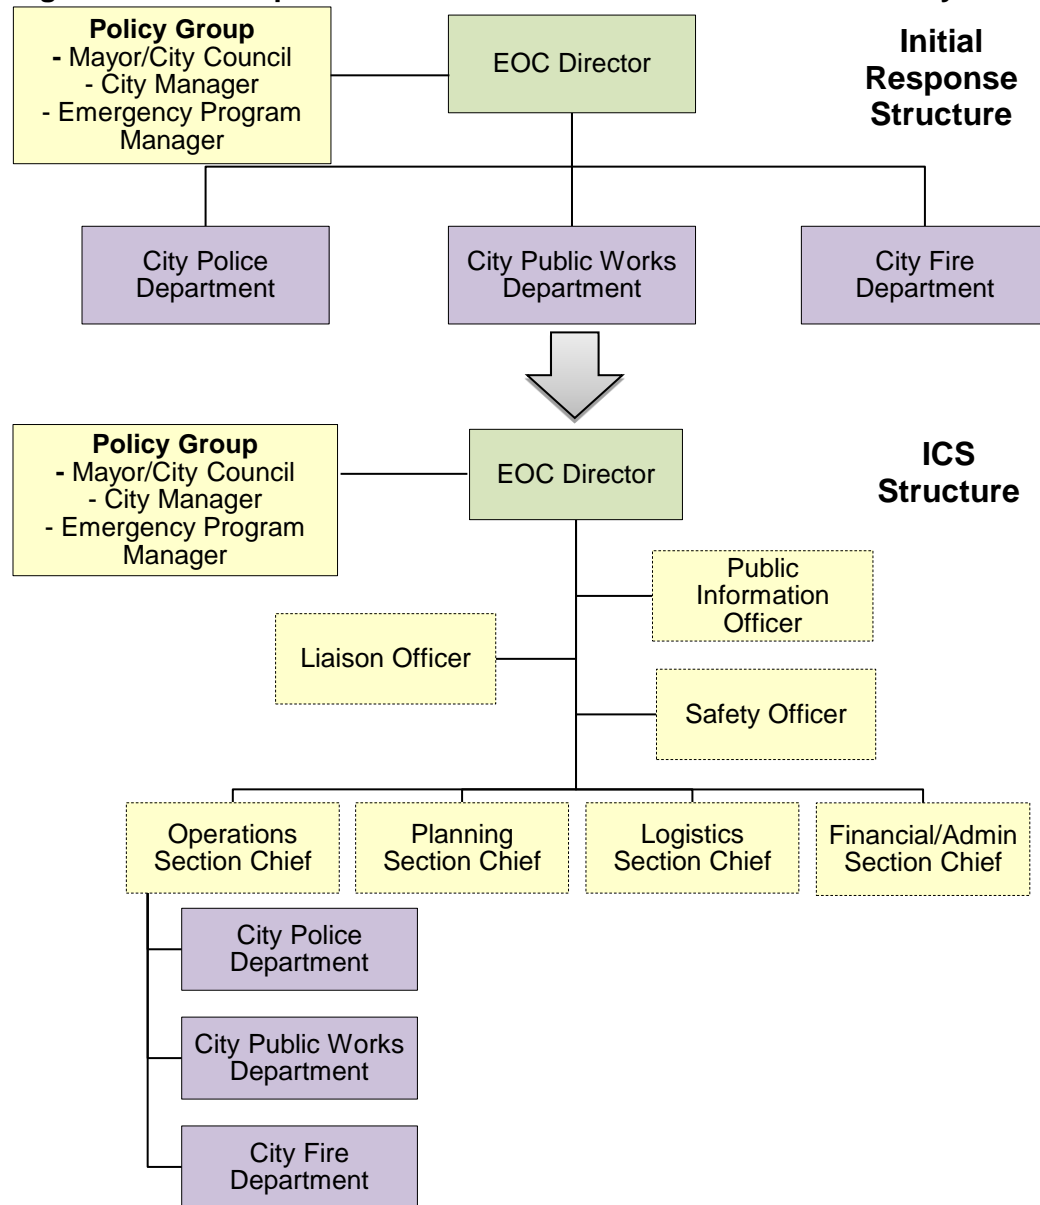 Policy Group
- Mayor/City Council
- City Manager
- Emergency Program
Manager
EOC Director
Initial
Response
Structure
City Police
Department
City Public Works
Department
City Fire
Department
Policy Group
- Mayor/City Council
- City Manager
- Emergency Program
Manager
EOC Director
ICS
Structure
Public
Information
Officer
Liaison Officer
Safety Officer
Operations
Section Chief
Planning
Section Chief
Logistics
Section Chief
Financial/Admin
Section Chief
City Police
Department
City Public Works
Department
City Fire
Department